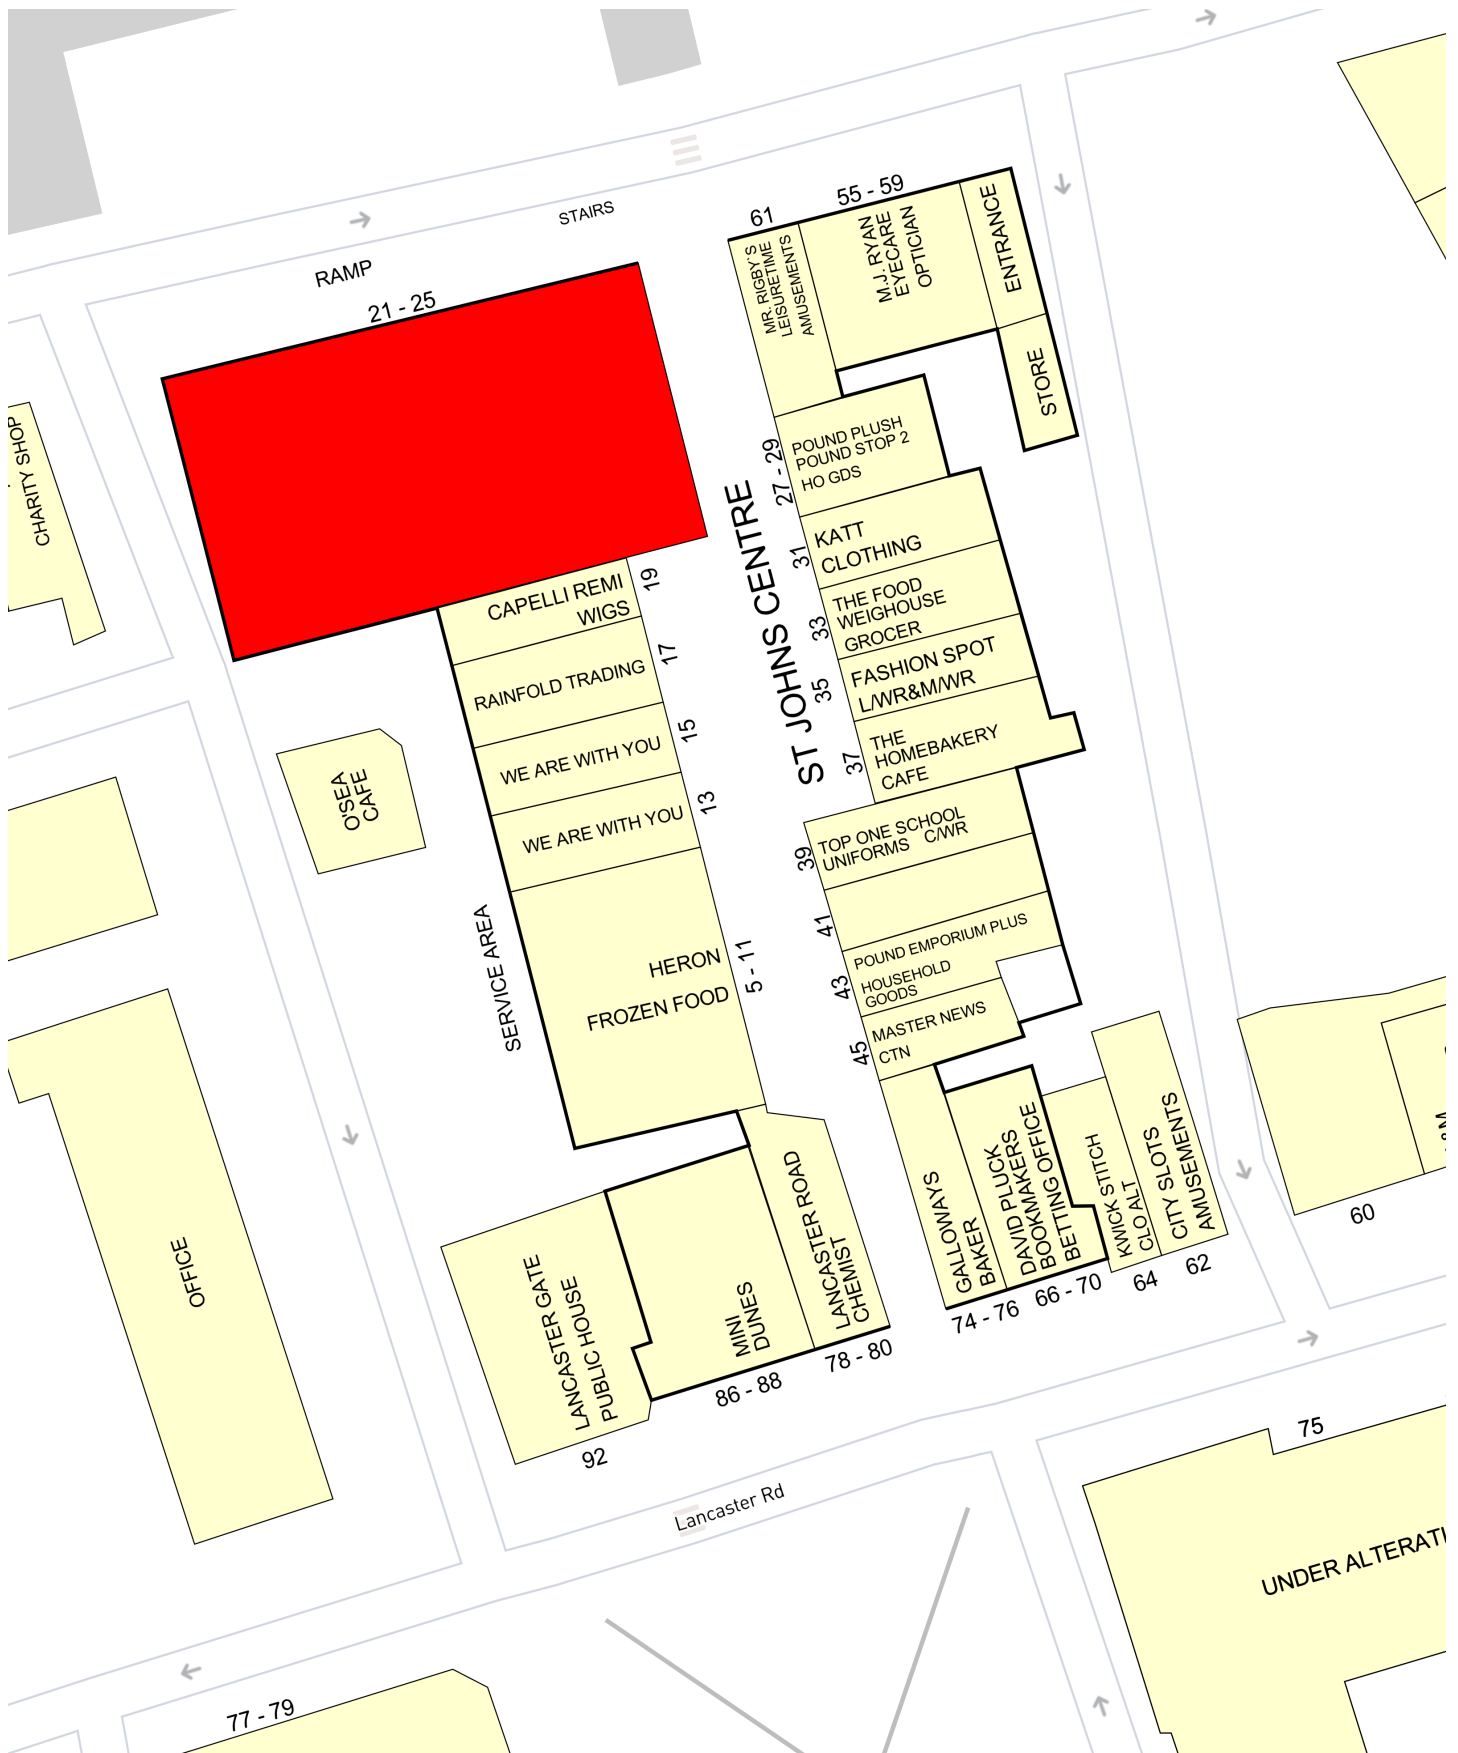 STAIRS
RAMP
21 - 25
61
55 - 59
MR. RIGBY`S
LEISURETIME
AMUSEMENTS
M.J. RYAN
EYECARE
OPTICIAN
ENTRANCE
STORE
CHARITY SHOP
27 - 29
POUND PLUSH
POUND STOP 2
HO GDS
ST JOHNS CENTRE
31
KATT
CLOTHING
33
THE FOOD
WEIGHOUSE
GROCER
35
FASHION SPOT
L/WR&M/WR
37
THE
HOMEBAKERY
CAFE
39
TOP ONE SCHOOL
UNIFORMS C/WR
41
43
POUND EMPORIUM PLUS
HOUSEHOLD
GOODS
45
MASTER NEWS
CTN
CAPELLI REMI
WIGS
19
RAINFOLD TRADING
17
WE ARE WITH YOU
15
WE ARE WITH YOU
13
HERON
FROZEN FOOD
5 - 11
O'SEA
CAFE
SERVICE AREA
OFFICE
LANCASTER GATE
PUBLIC HOUSE
92
MINI
DUNES
86 - 88
LANCASTER ROAD
CHEMIST
78 - 80
GALLOWAYS
BAKER
74 - 76
DAVID PLUCK
BOOKMAKERS
BETTING OFFICE
66 - 70
KWICK STITCH
CLO ALT
64
CITY SLOTS
AMUSEMENTS
62
60
Lancaster Rd
75
UNDER ALTERATI
77 - 79